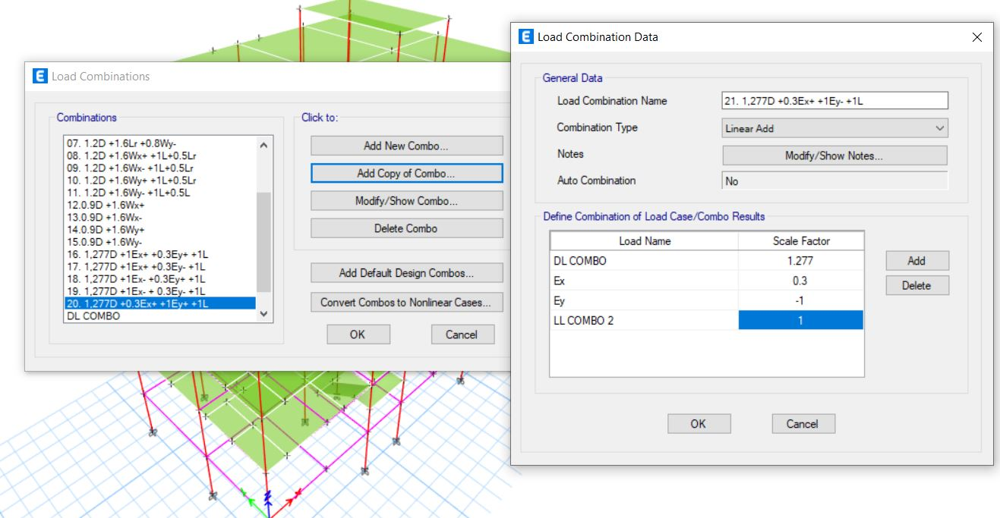 Load Combinations
Combinations
07. 1.2D +1.6Lr +0.8Wy-
08. 1.2D +1.6Wx+ +1L+0.5Lr
09. 1.2D +1.6Wx- +1L+0.5Lr
10. 1.2D +1.6Wy+ +1L+0.5Lr
11. 1.2D +1.6Wy- +1L+0.5L
12.0.9D +1.6Wx+
13.0.9D +1.6Wx-
14.0.9D +1.6Wy+
15.0.9D +1.6Wy-
16. 1,277D +1Ex+ +0.3Ey+ +1L
17. 1,277D +1Ex+ +0.3Ey- +1L
18. 1,277D +1Ex- +0.3Ey+ +1L
19. 1,277D +1Ex- + 0.3Ey- +1L
20. 1,277D +0.3Ex+ +1Ey+ +1L
DL COMBO
Click to:
Add New Combo...
Add Copy of Combo...
Modify/Show Combo...
Delete Combo
Add Default Design Combos...
Convert Combos to Nonlinear Cases...
OK Cancel
Load Combination Data
General Data
Load Combination Name 21. 1,277D +0.3Ex+ +1Ey- +1L
Combination Type Linear Add
Notes Modify/Show Notes...
Auto Combination No
Define Combination of Load Case/Combo Results
Load Name Scale Factor
DL COMBO 1.277
Ex 0.3
Ey -1
LL COMBO 2 1
Add
Delete
OK Cancel